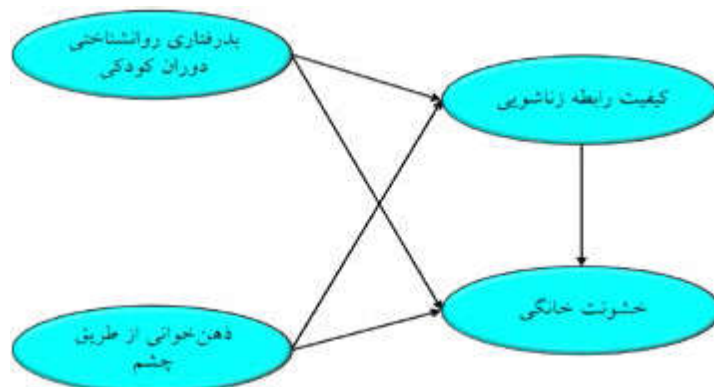 بدرفتاری روانشناختی
دوران کودکی
کیفیت رابطه زناشویی
ذهن‌خوانی از طریق
چشم
خشونت خانگی